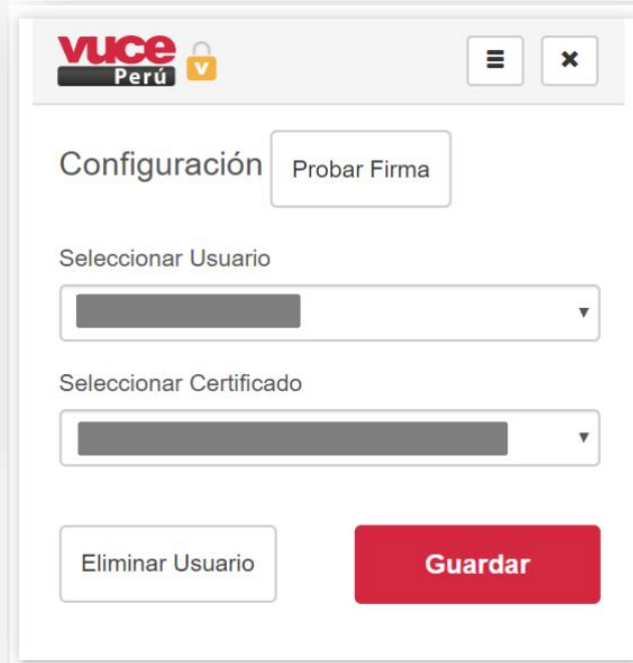 vuce
Perú
V
Configuración
Probar Firma
Seleccionar Usuario
Seleccionar Certificado
Eliminar Usuario
Guardar